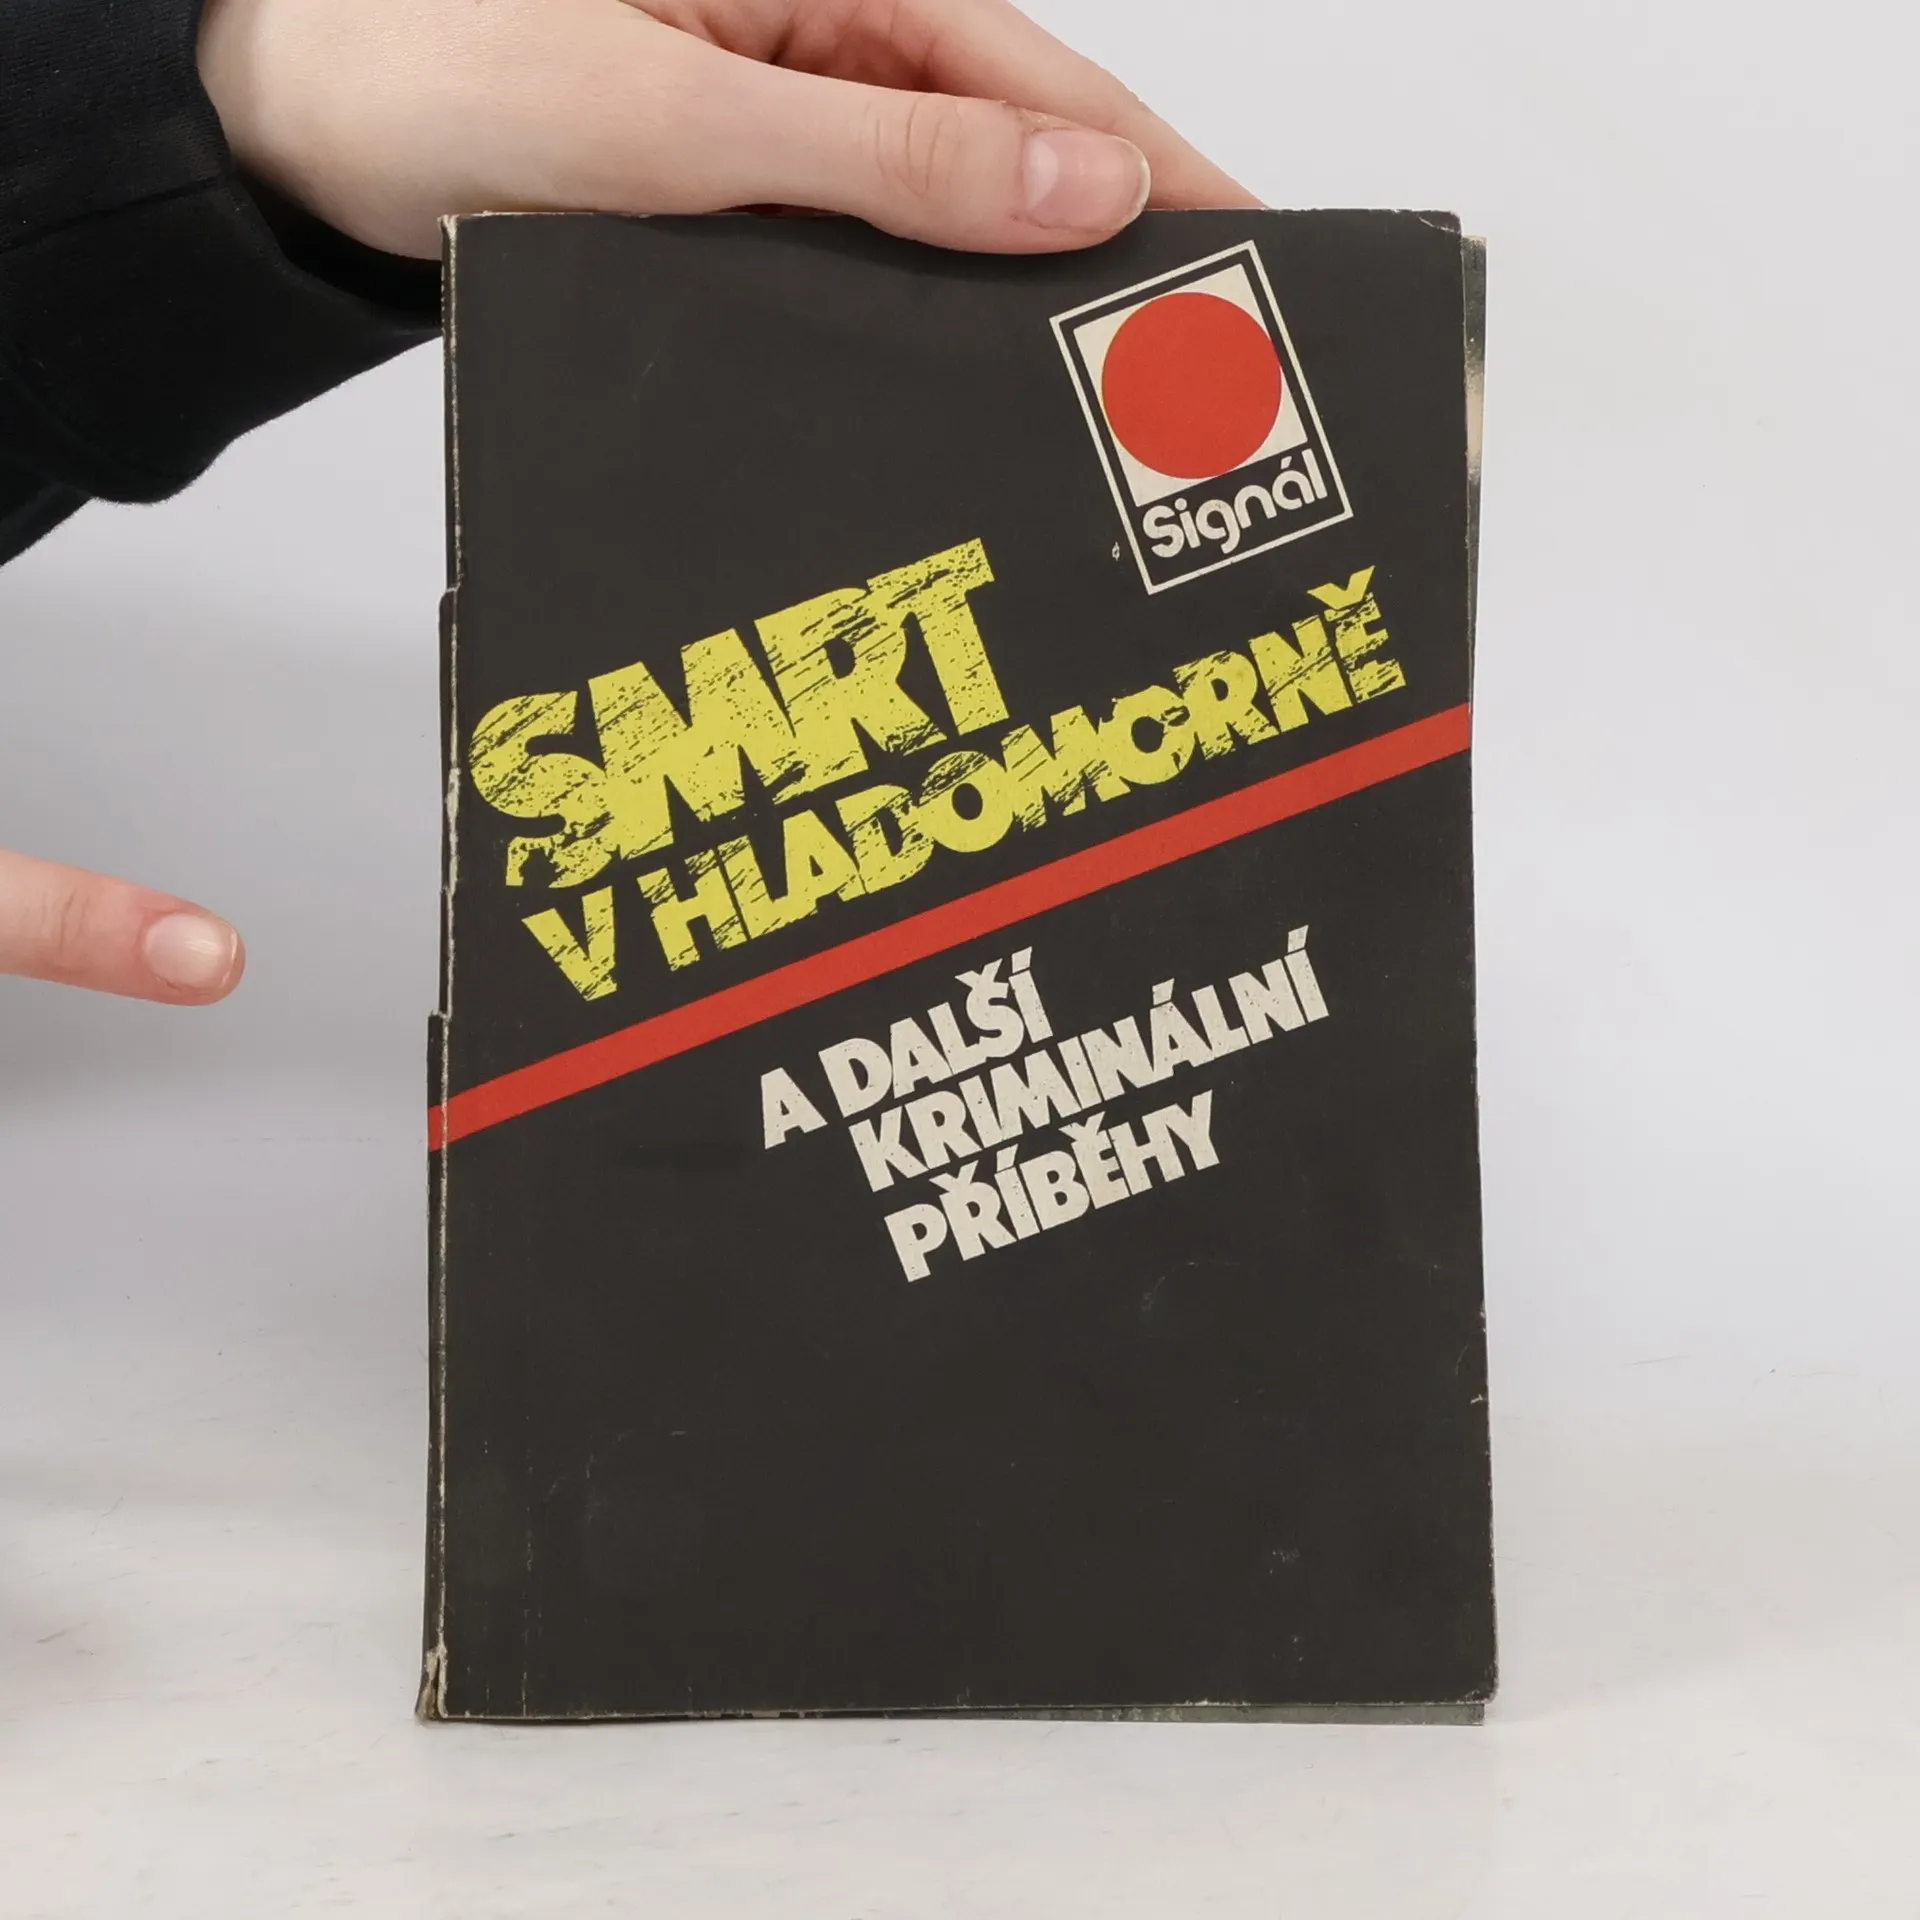 Signál
SMRT
V HLADOMORNĚ
A DALŠÍ
KRIMINÁLNÍ
PŘÍBĚHY